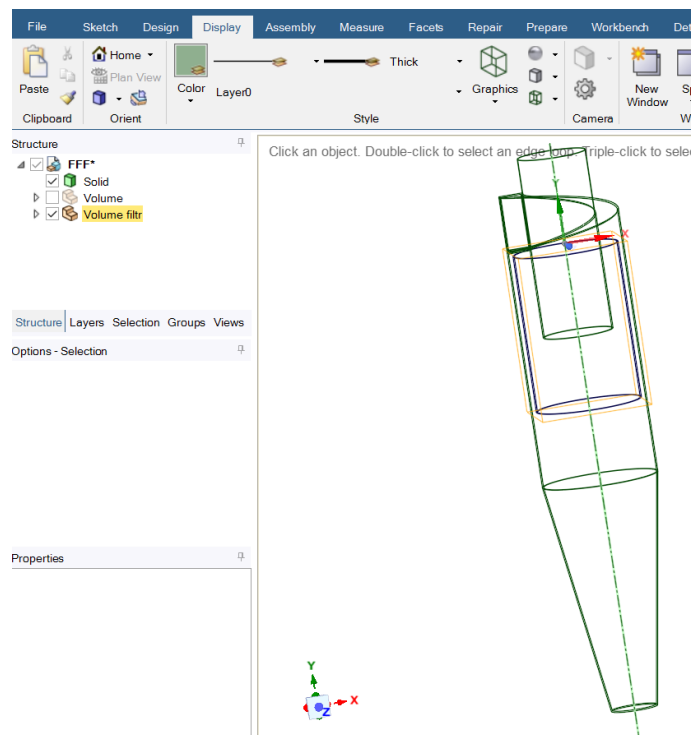 File Sketch Design Display Assembly Measure Facets Repair Prepare Workbench Det
Home
Plan View
Paste
Color
Layer0
Thick
Graphics
New
Window
Sp
Clipboard Orient Style Camera W
Structure
Click an object. Double-click to select an edge loop. Triple-click to selec
FFF*
Solid
Volume
Volume filtr
Y
X
Structure Layers Selection Groups Views
Options - Selection
Properties
Y
X
Z